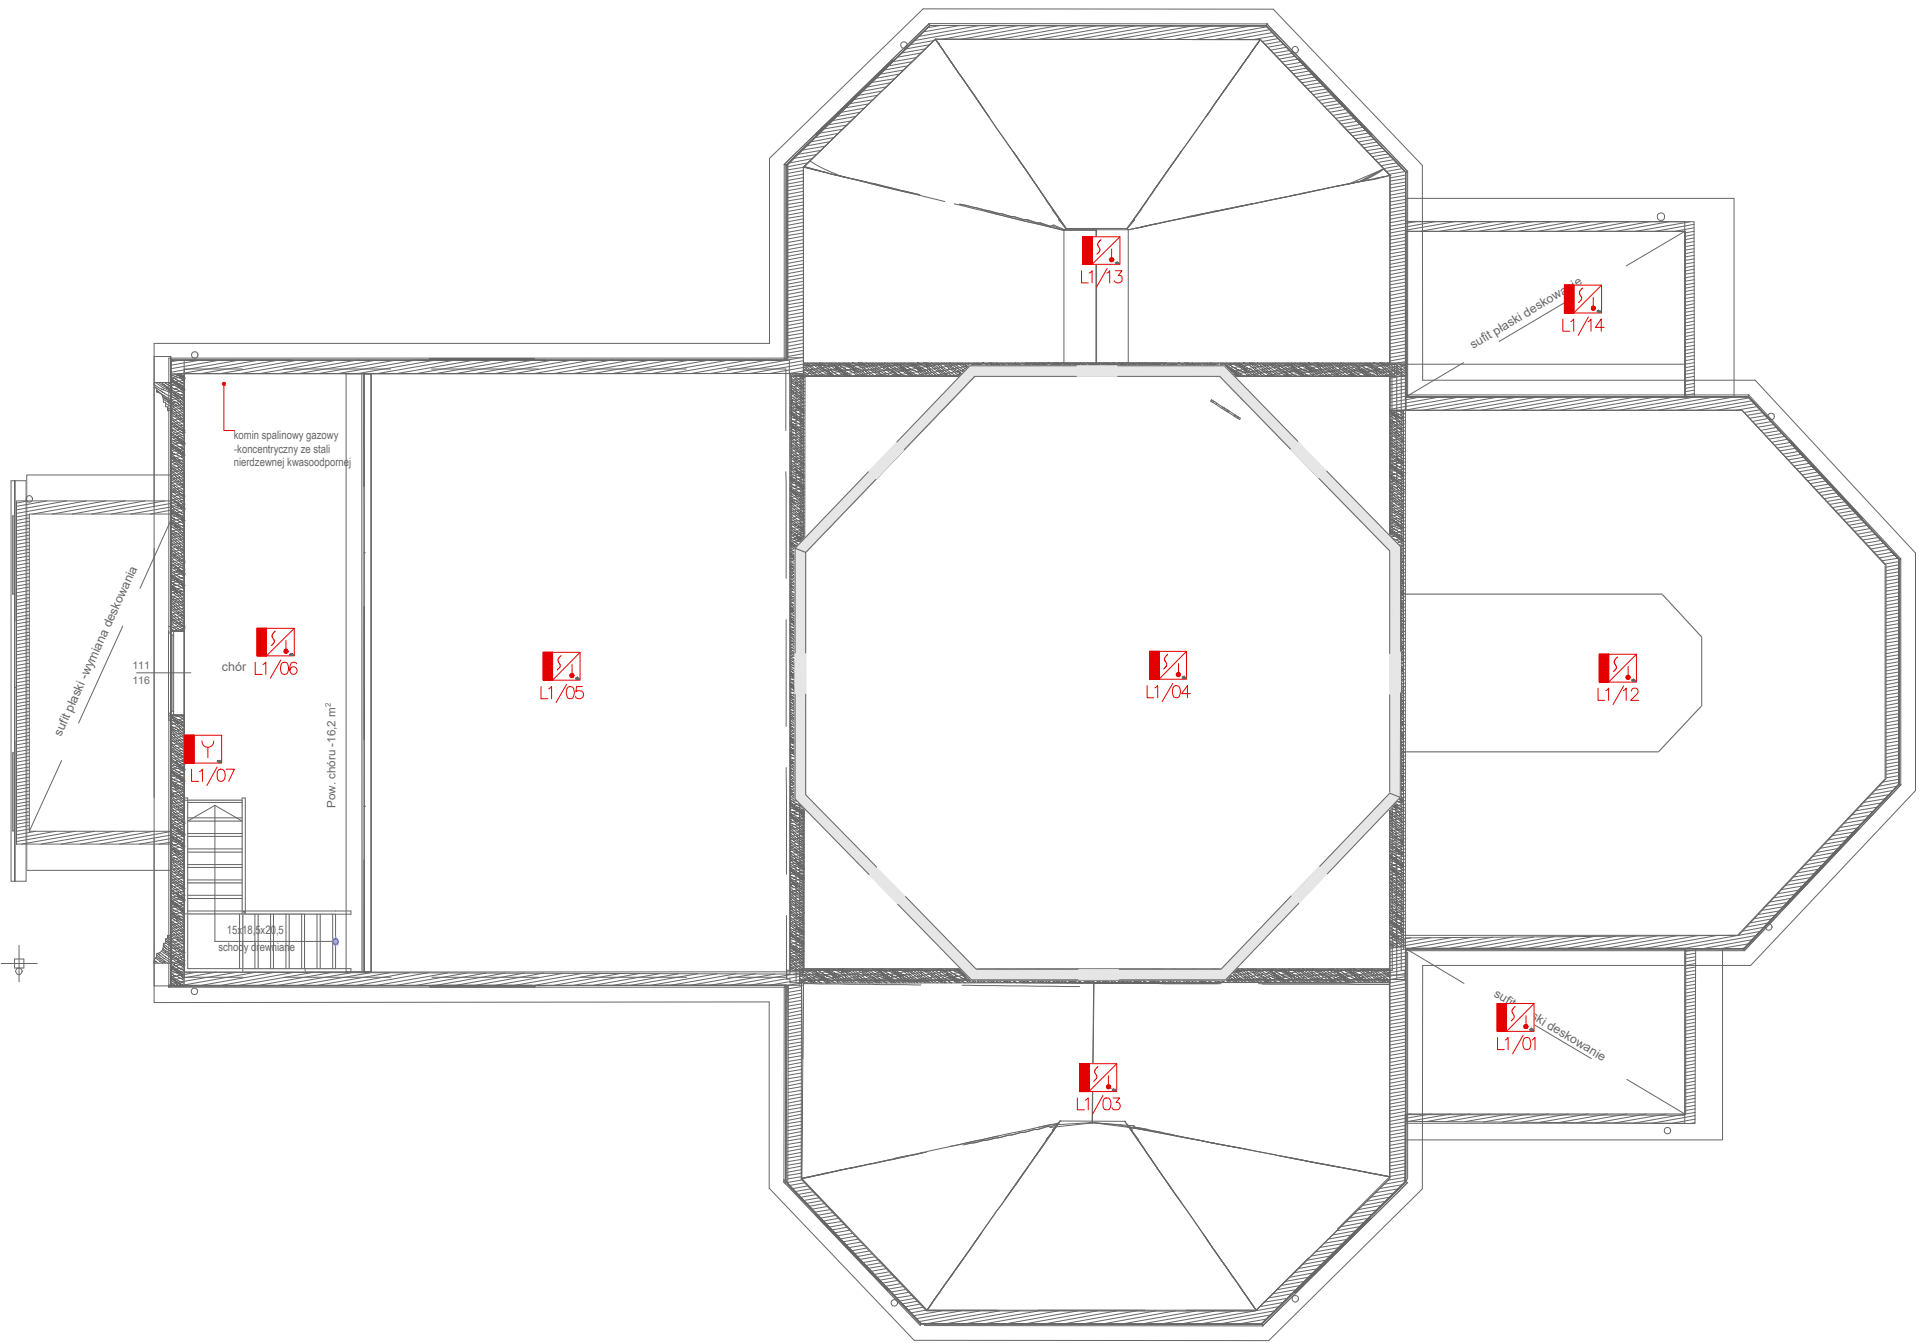 L1/13
sufit płaski deskowanie
L1/14
komin spalinowy gazowy
-koncentryczny ze stali
nierdzewnej kwasoodpornej
sufit płaski -wymiana deskowania
111
116
chór
L1/06
L1/05
L1/04
L1/12
Pow. chóru -16,2 m²
L1/07
15x18,5x20,5
schody drewniane
sufit ski deskowanie
L1/01
L1/03